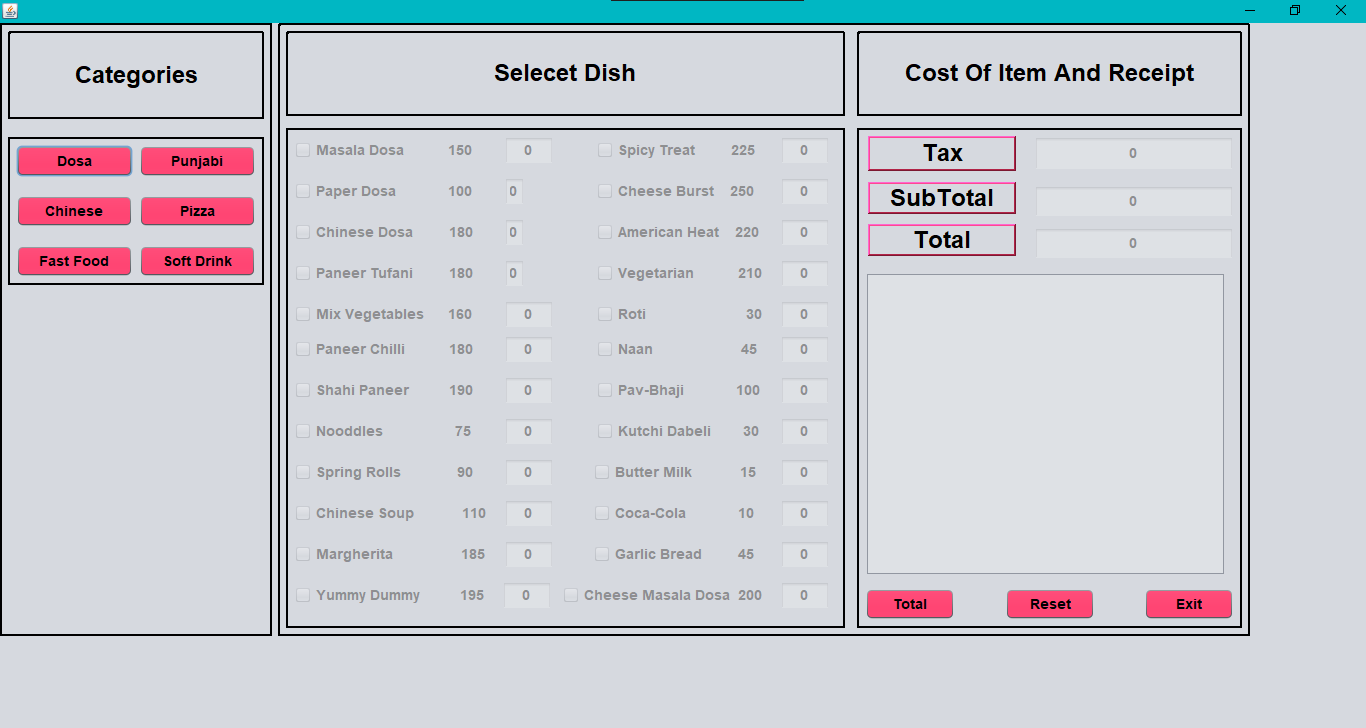 Categories
Selecet Dish
Cost Of Item And Receipt
Dosa Punjabi
Chinese Pizza
Fast Food Soft Drink
Masala Dosa 150 0 Spicy Treat 225 0
Paper Dosa 100 0 Cheese Burst 250 0
Chinese Dosa 180 0 American Heat 220 0
Paneer Tufani 180 0 Vegetarian 210 0
Mix Vegetables 160 0 Roti 30 0
Paneer Chilli 180 0 Naan 45 0
Shahi Paneer 190 0 Pav-Bhaji 100 0
Nooddles 75 0 Kutchi Dabeli 30 0
Spring Rolls 90 0 Butter Milk 15 0
Chinese Soup 110 0 Coca-Cola 10 0
Margherita 185 0 Garlic Bread 45 0
Yummy Dummy 195 0 Cheese Masala Dosa 200 0
Tax 0
SubTotal 0
Total 0
Total Reset Exit